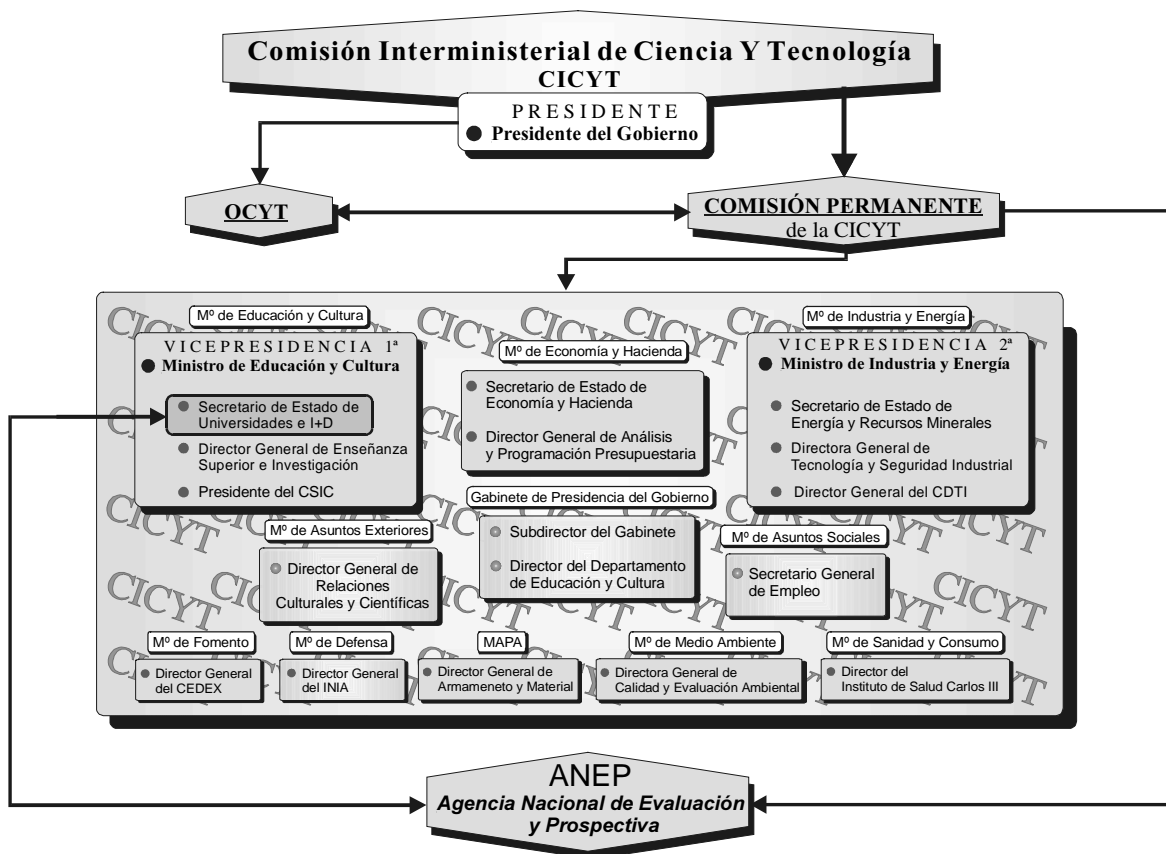 Comisión Interministerial de Ciencia Y Tecnología
CICYT
PRESIDENTE
Presidente del Gobierno
OCYT
COMISIÓN PERMANENTE
de la CICYT
Mº de Educación y Cultura
VICEPRESIDENCIA 1ª
Ministro de Educación y Cultura
Secretario de Estado de
Universidades e I+D
Director General de Enseñanza
Superior e Investigación
Presidente del CSIC
Mº de Economía y Hacienda
Secretario de Estado de
Economía y Hacienda
Director General de Análisis
y Programación Presupuestaria
Mº de Industria y Energía
VICEPRESIDENCIA 2ª
Ministro de Industria y Energía
Secretario de Estado de
Energía y Recursos Minerales
Directora General de
Tecnología y Seguridad Industrial
Director General del CDTI
Mº de Asuntos Exteriores
Director General de
Relaciones
Culturales y Científicas
Gabinete de Presidencia del Gobierno
Subdirector del Gabinete
Director del Departamento
de Educación y Cultura
Mº de Asuntos Sociales
Secretario General
de Empleo
Mº de Fomento
Director General
del CEDEX
Mº de Defensa
Director General
del INIA
MAPA
Director General de
Armameneto y Material
Mº de Medio Ambiente
Directora General de
Calidad y Evaluación Ambiental
Mº de Sanidad y Consumo
Director del
Instituto de Salud Carlos III
ANEP
Agencia Nacional de Evaluación
y Prospectiva